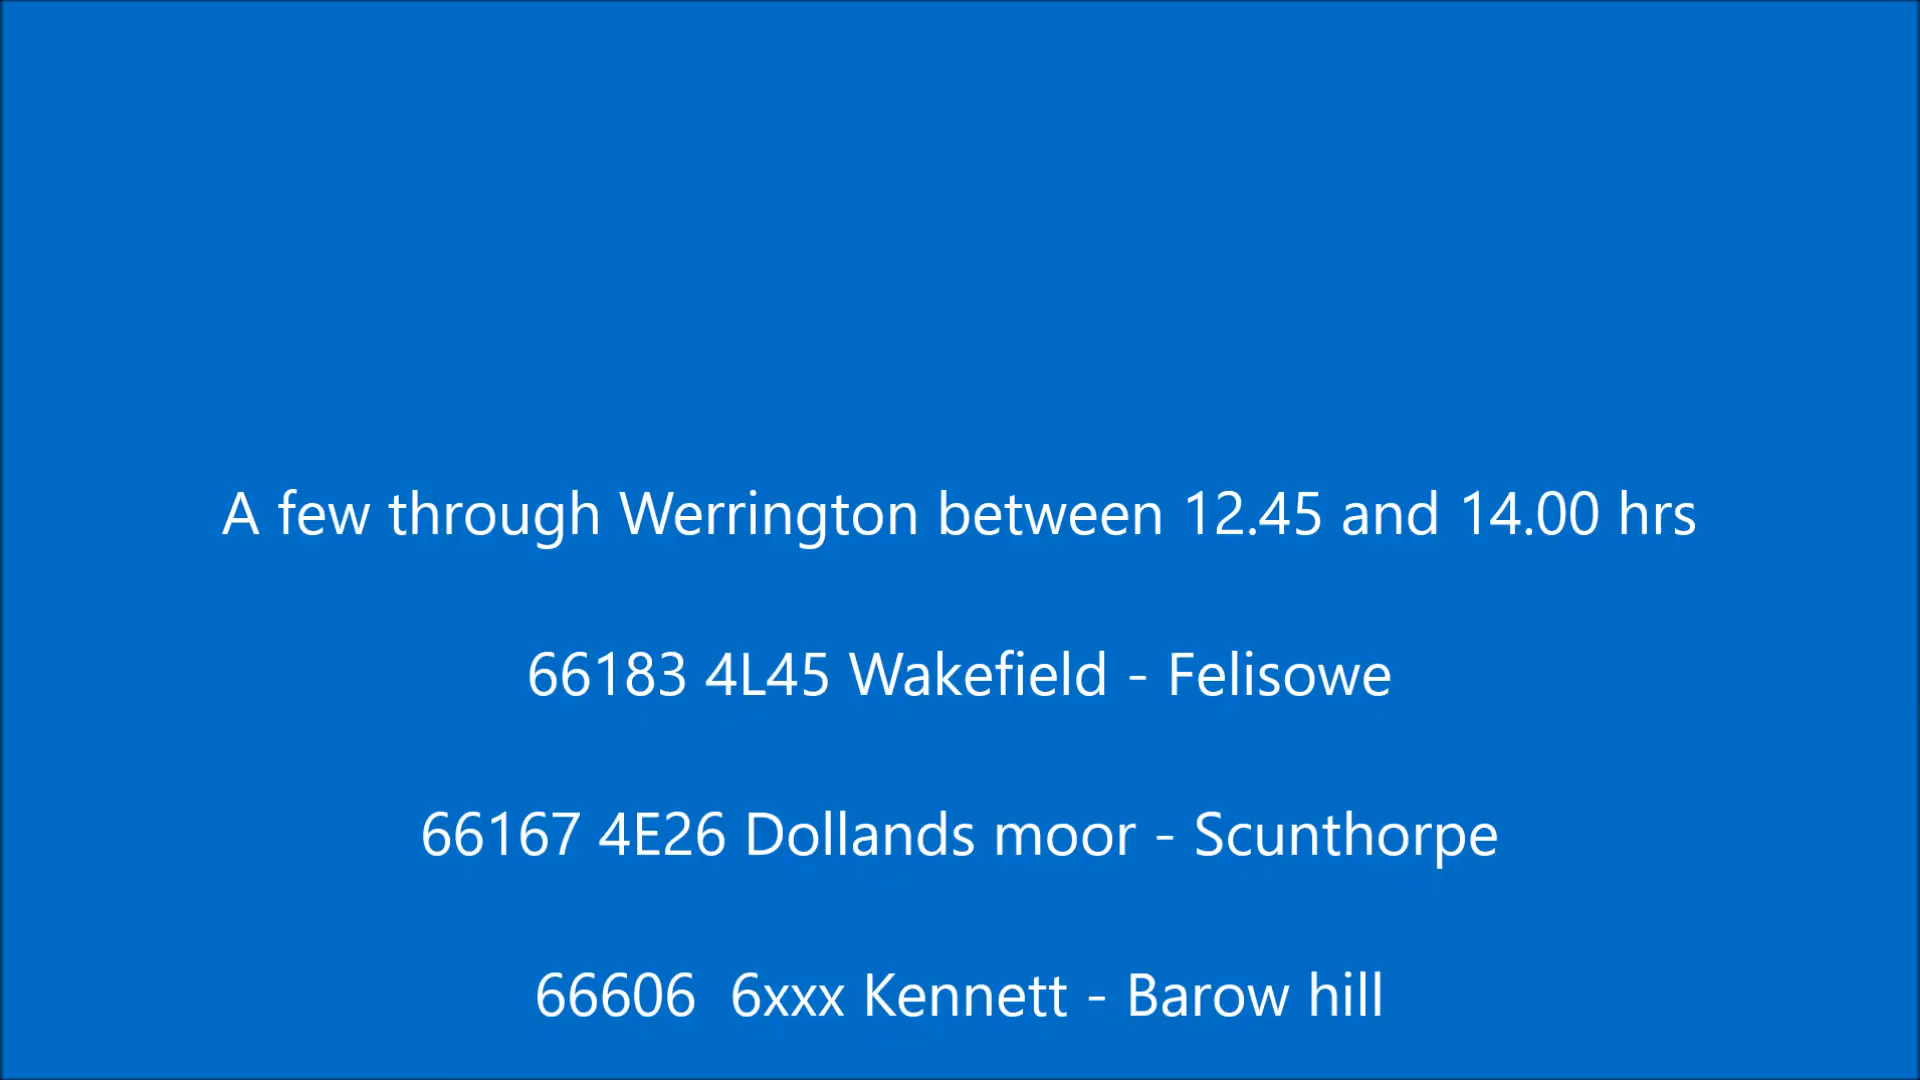 A few through Werrington between 12.45 and 14.00 hrs
66183 4L45 Wakefield - Felisowe
66167 4E26 Dollands moor - Scunthorpe
66606  6xxx Kennett - Barow hill